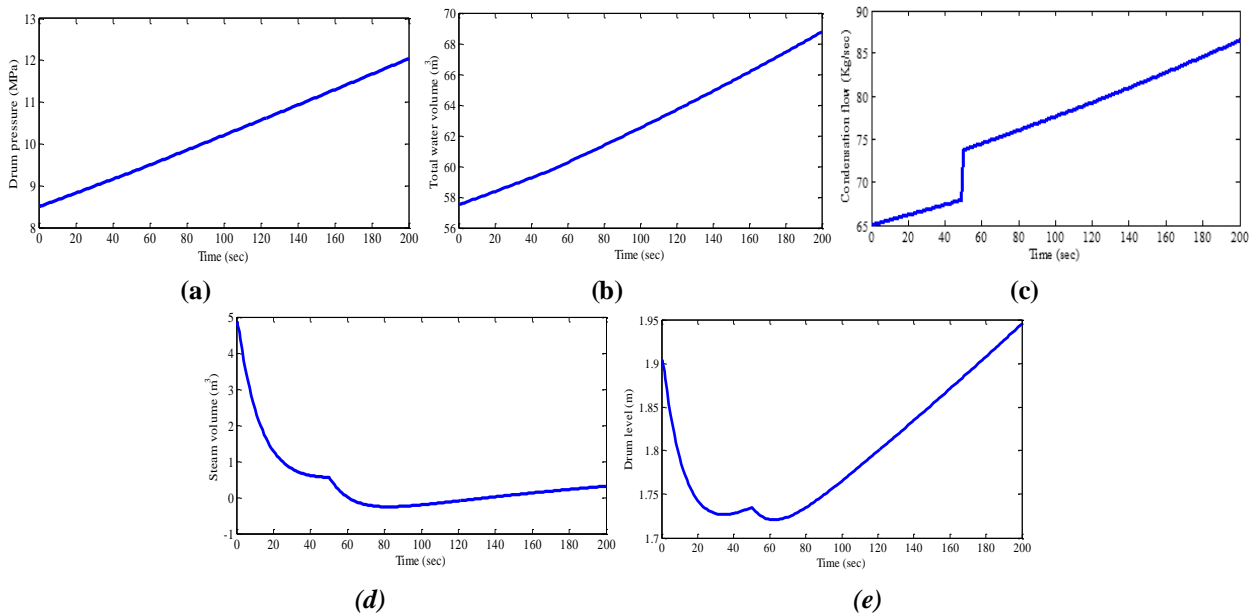 Drum pressure (MPa)
13
12
11
10
9
8
0 20 40 60 80 100 120 140 160 180 200
Time (sec)
(a)
Total water volume (m³)
70
68
66
64
62
60
58
56
0 20 40 60 80 100 120 140 160 180 200
Time (sec)
(b)
Condensation flow (Kg/sec)
90
85
80
75
70
65
0 20 40 60 80 100 120 140 160 180 200
Time (sec)
(c)
Steam volume (m³)
5
4
3
2
1
0
-1
0 20 40 60 80 100 120 140 160 180 200
Time (sec)
(d)
Drum level (m)
1.95
1.9
1.85
1.8
1.75
1.7
0 20 40 60 80 100 120 140 160 180 200
Time (sec)
(e)